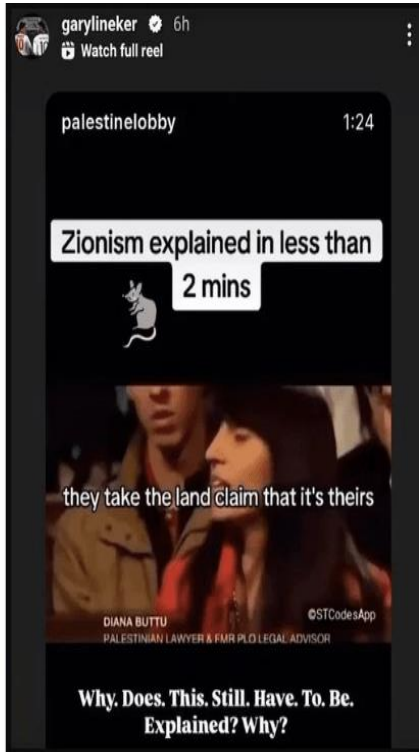 garylineker 6h
Watch full reel
palestinelobby 1:24
Zionism explained in less than
2 mins
they take the land claim that it's theirs
DIANA BUTTU
©STCodesApp
PALESTINIAN LAWYER & FMR PLO LEGAL ADVISOR
Why. Does. This. Still. Have. To. Be.
Explained? Why?